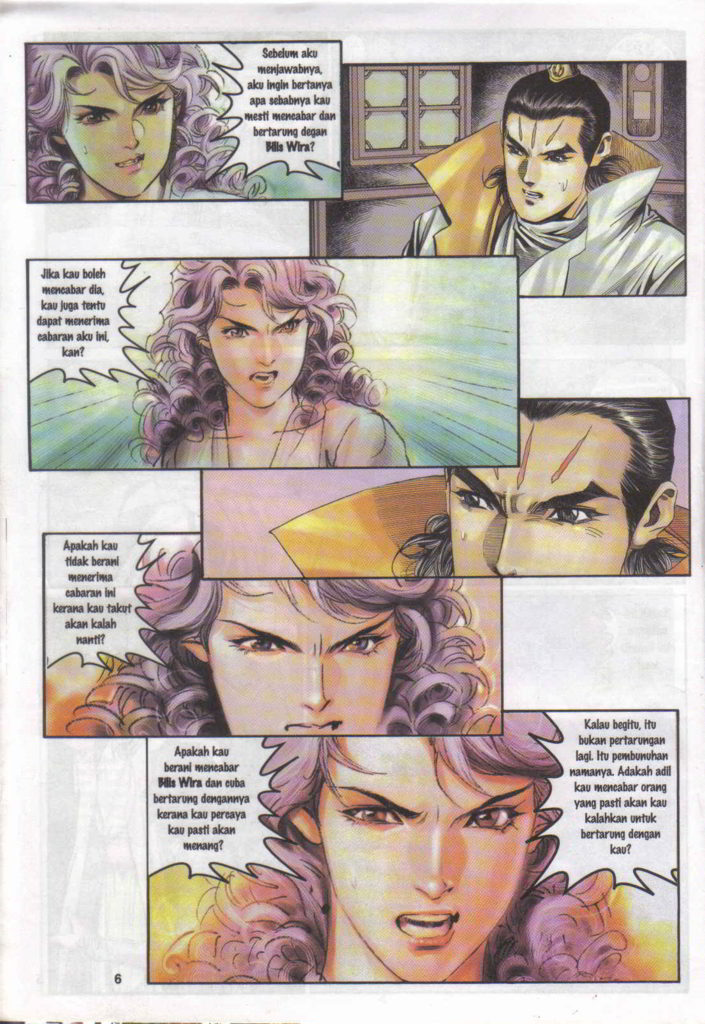 Sebelum aku
menjawabnya,
aku ingin bertanya
apa sebabnya kau
mesti mencabar dan
bertarung degan
Bilis Wira?
Jika kau boleh
mencabar dia,
kau juga tentu
dapat menerima
cabaran aku ini,
kan?
Apakah kau
tidak berani
menerima
cabaran ini
kerana kau takut
akan kalah
nanti?
Apakah kau
berani mencabar
Bilis Wira dan cuba
bertarung dengannya
kerana percaya
kau pasti akan
menang?
Kalau begitu, itu
bukan pertarungan
lagi. Itu pembunuhan
namanya. Adakah adil
kau mencabar orang
yang pasti akan kau
kalahkan untuk
bertarung dengan
kau?
6